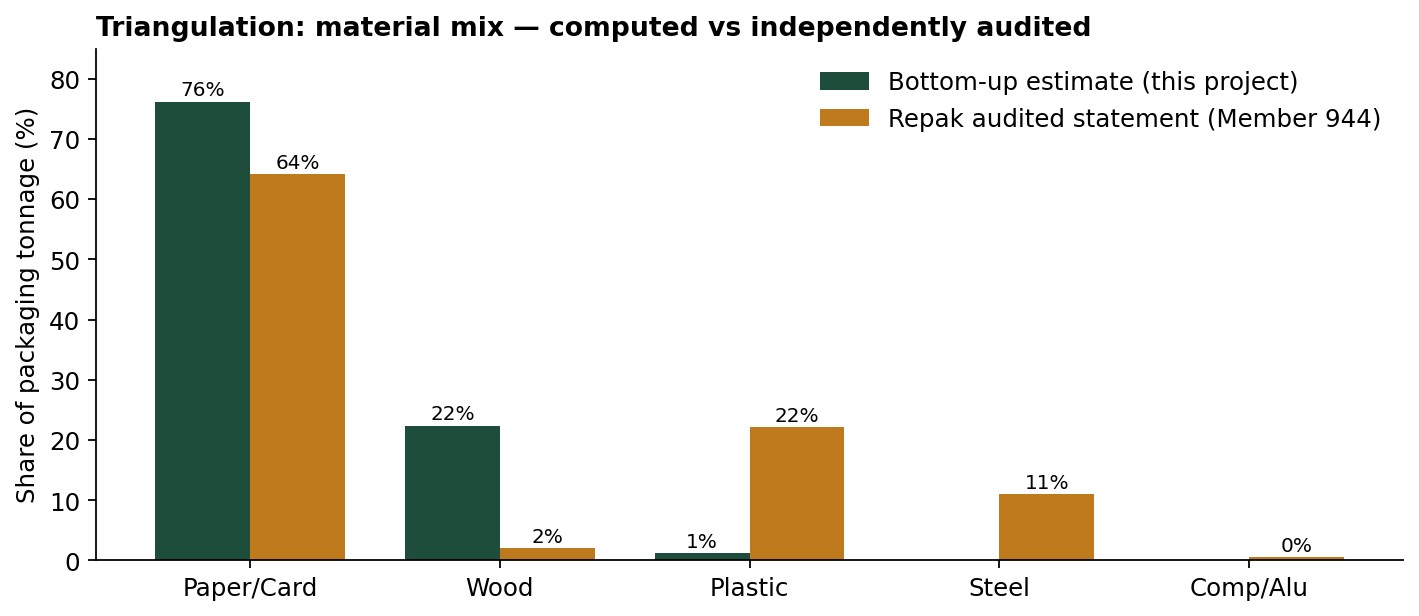 Triangulation: material mix — computed vs independently audited
Bottom-up estimate (this project)
Repak audited statement (Member 944)
Share of packaging tonnage (%)
80
70
60
50
40
30
20
10
0
76%
64%
22%
2%
1%
22%
11%
0%
Paper/Card
Wood
Plastic
Steel
Comp/Alu